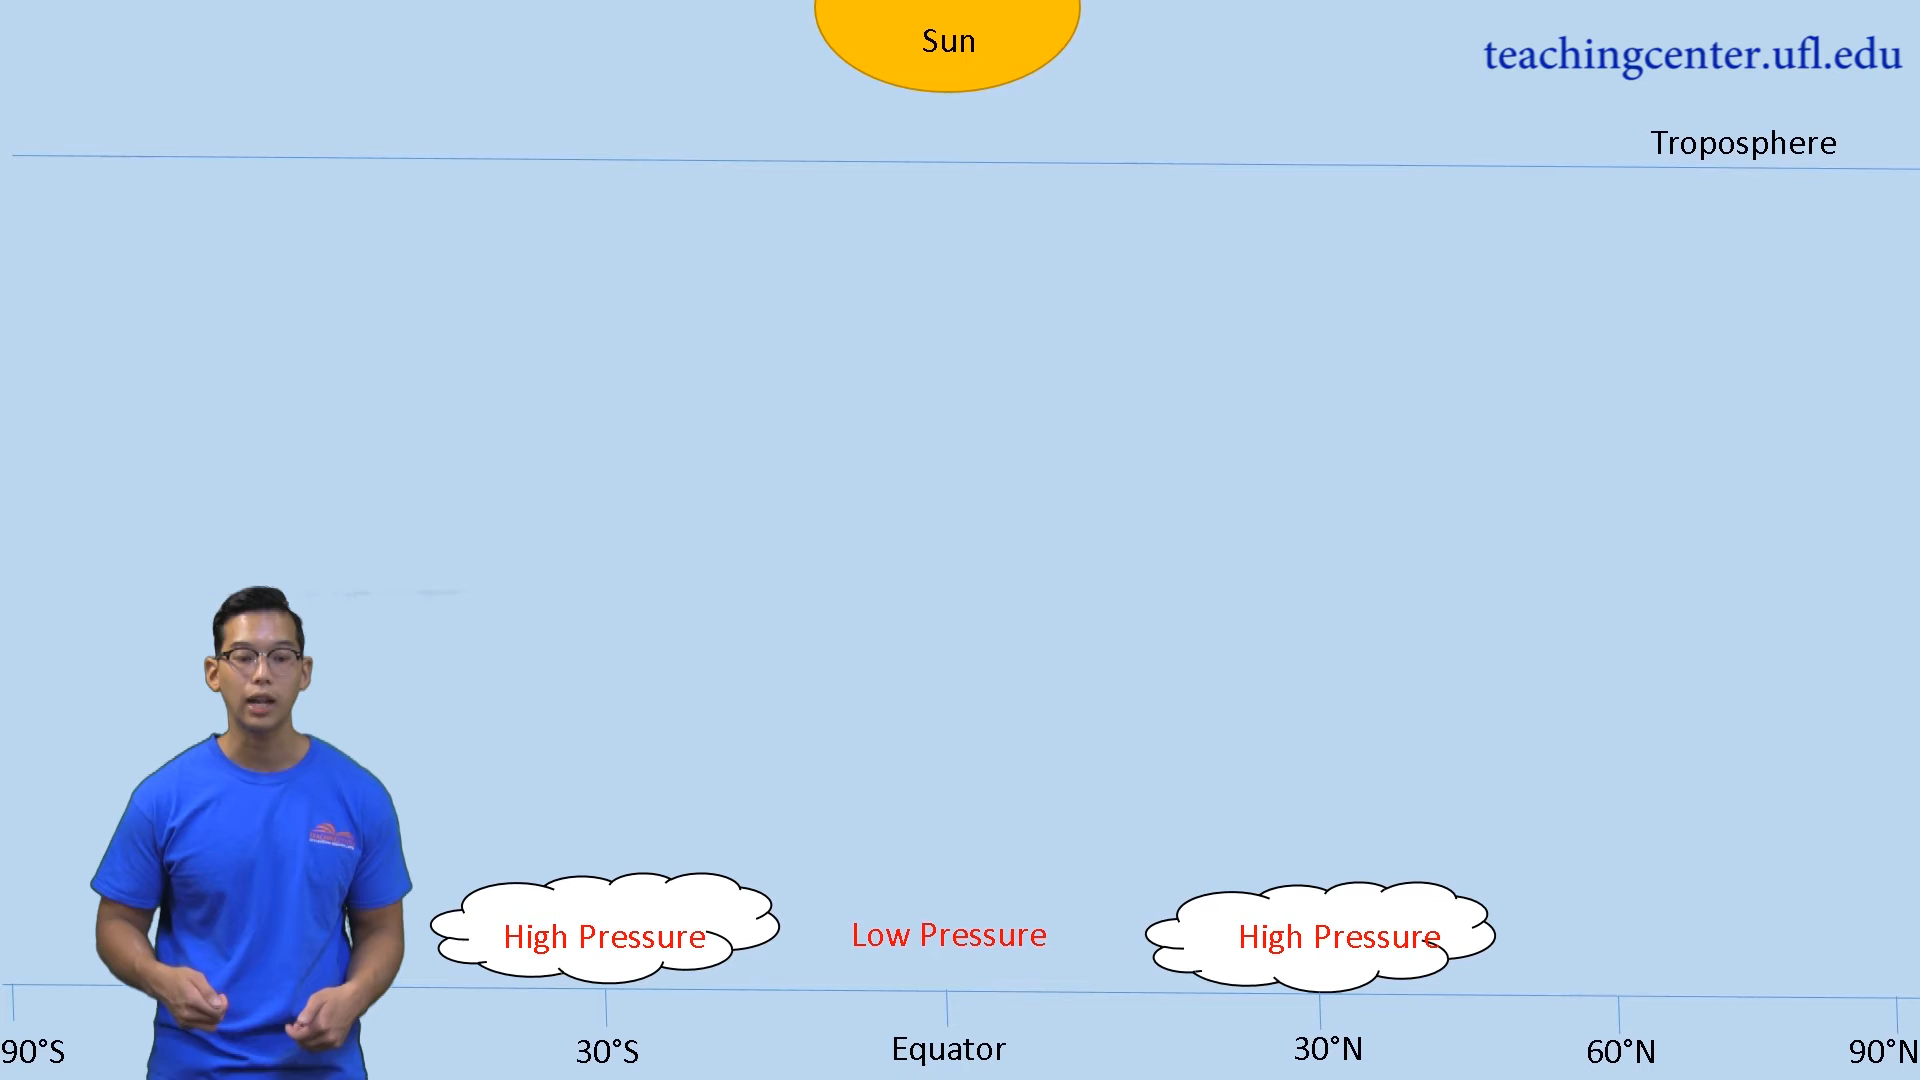 Sun
teachingcenter.ufl.edu
Troposphere
High Pressure
Low Pressure
High Pressure
90°S
30°S
Equator
30°N
60°N
90°N